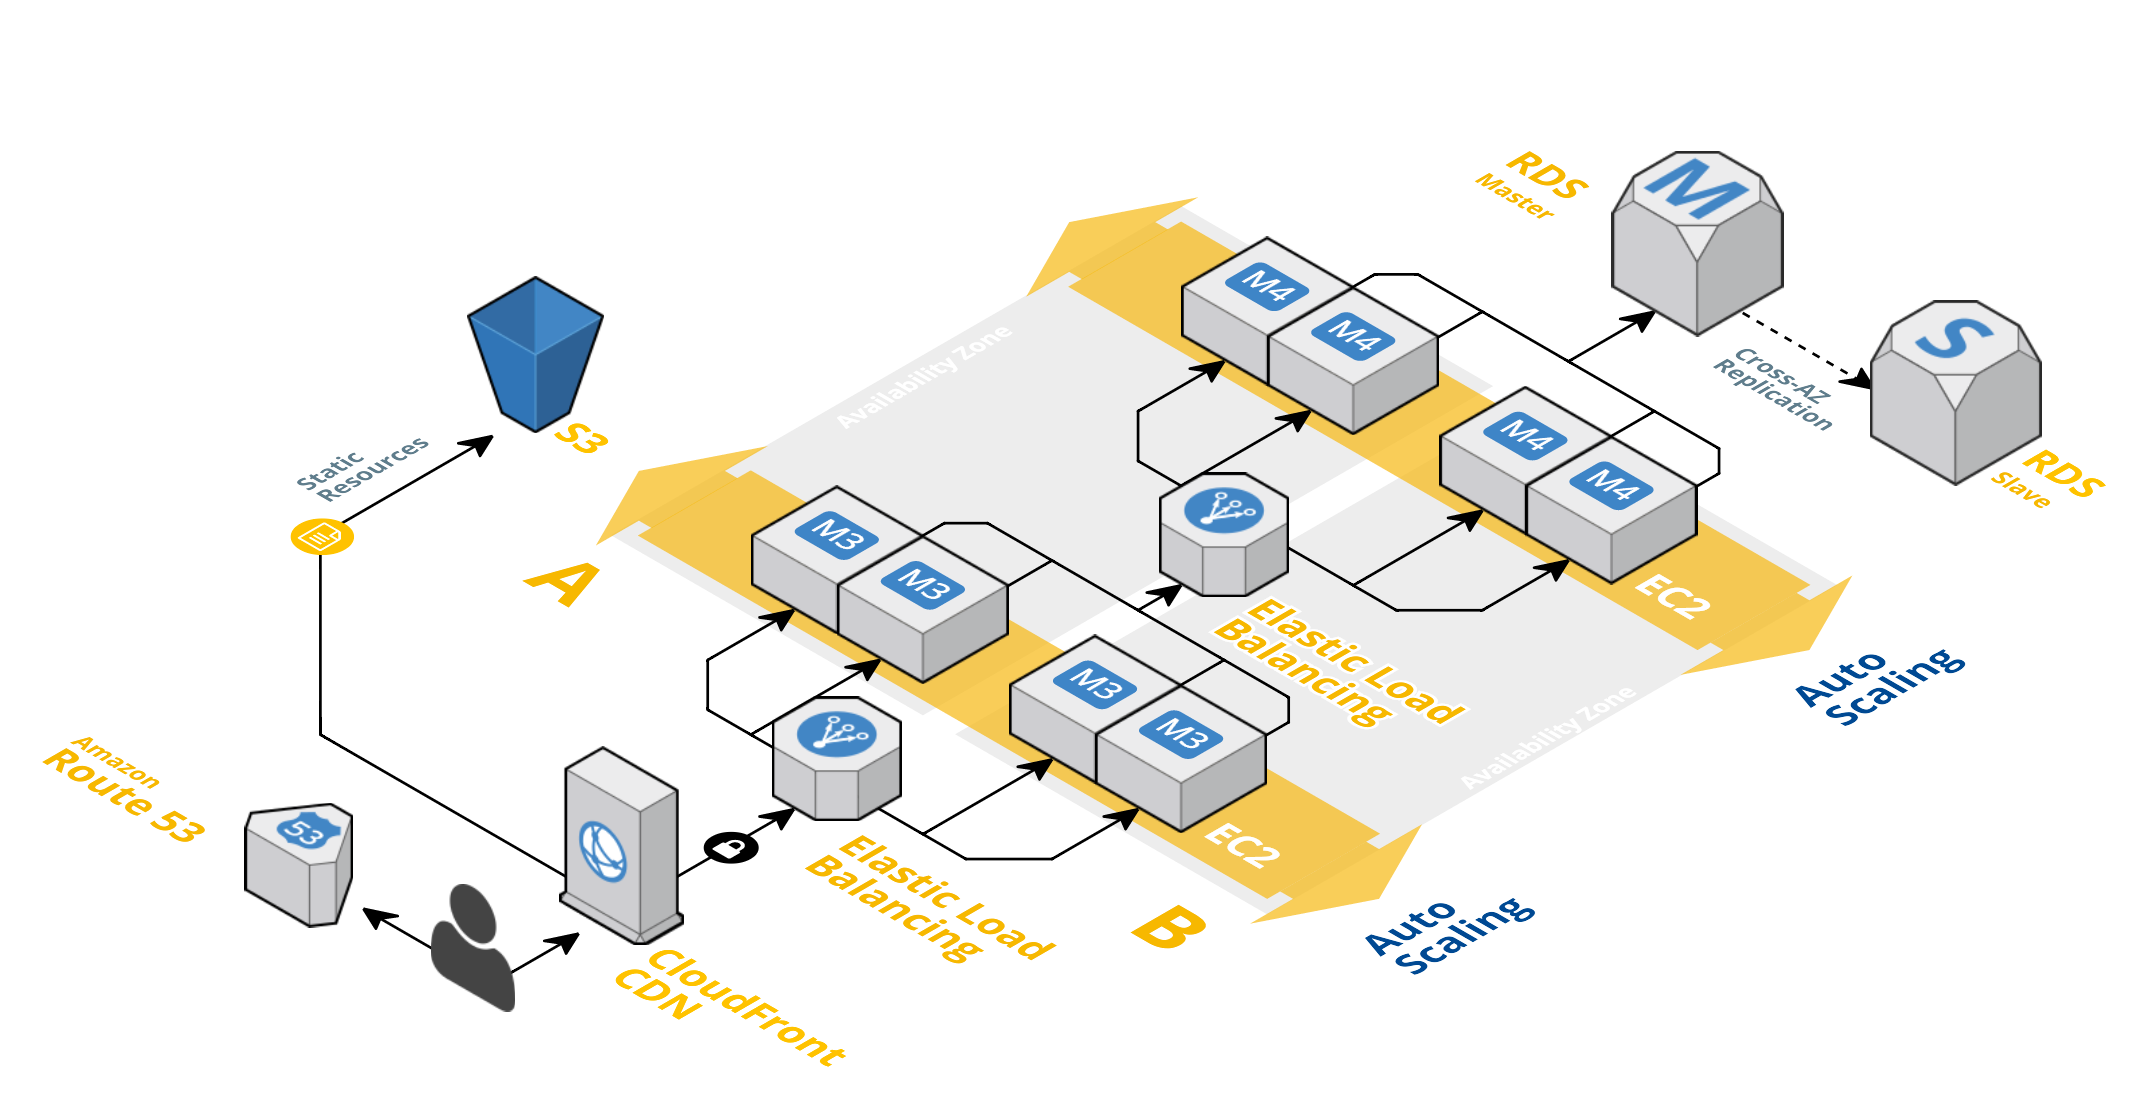 RDS
Master
M
Cross-AZ
Replication
S
RDS
Slave
M4
M4
M4
M4
EC2
Auto
Scaling
Availability Zone
Availability Zone
Elastic Load
Balancing
S3
Static
Resources
A
M3
M3
M3
M3
EC2
B
Auto
Scaling
Elastic Load
Balancing
Amazon
Route 53
53
CloudFront
CDN